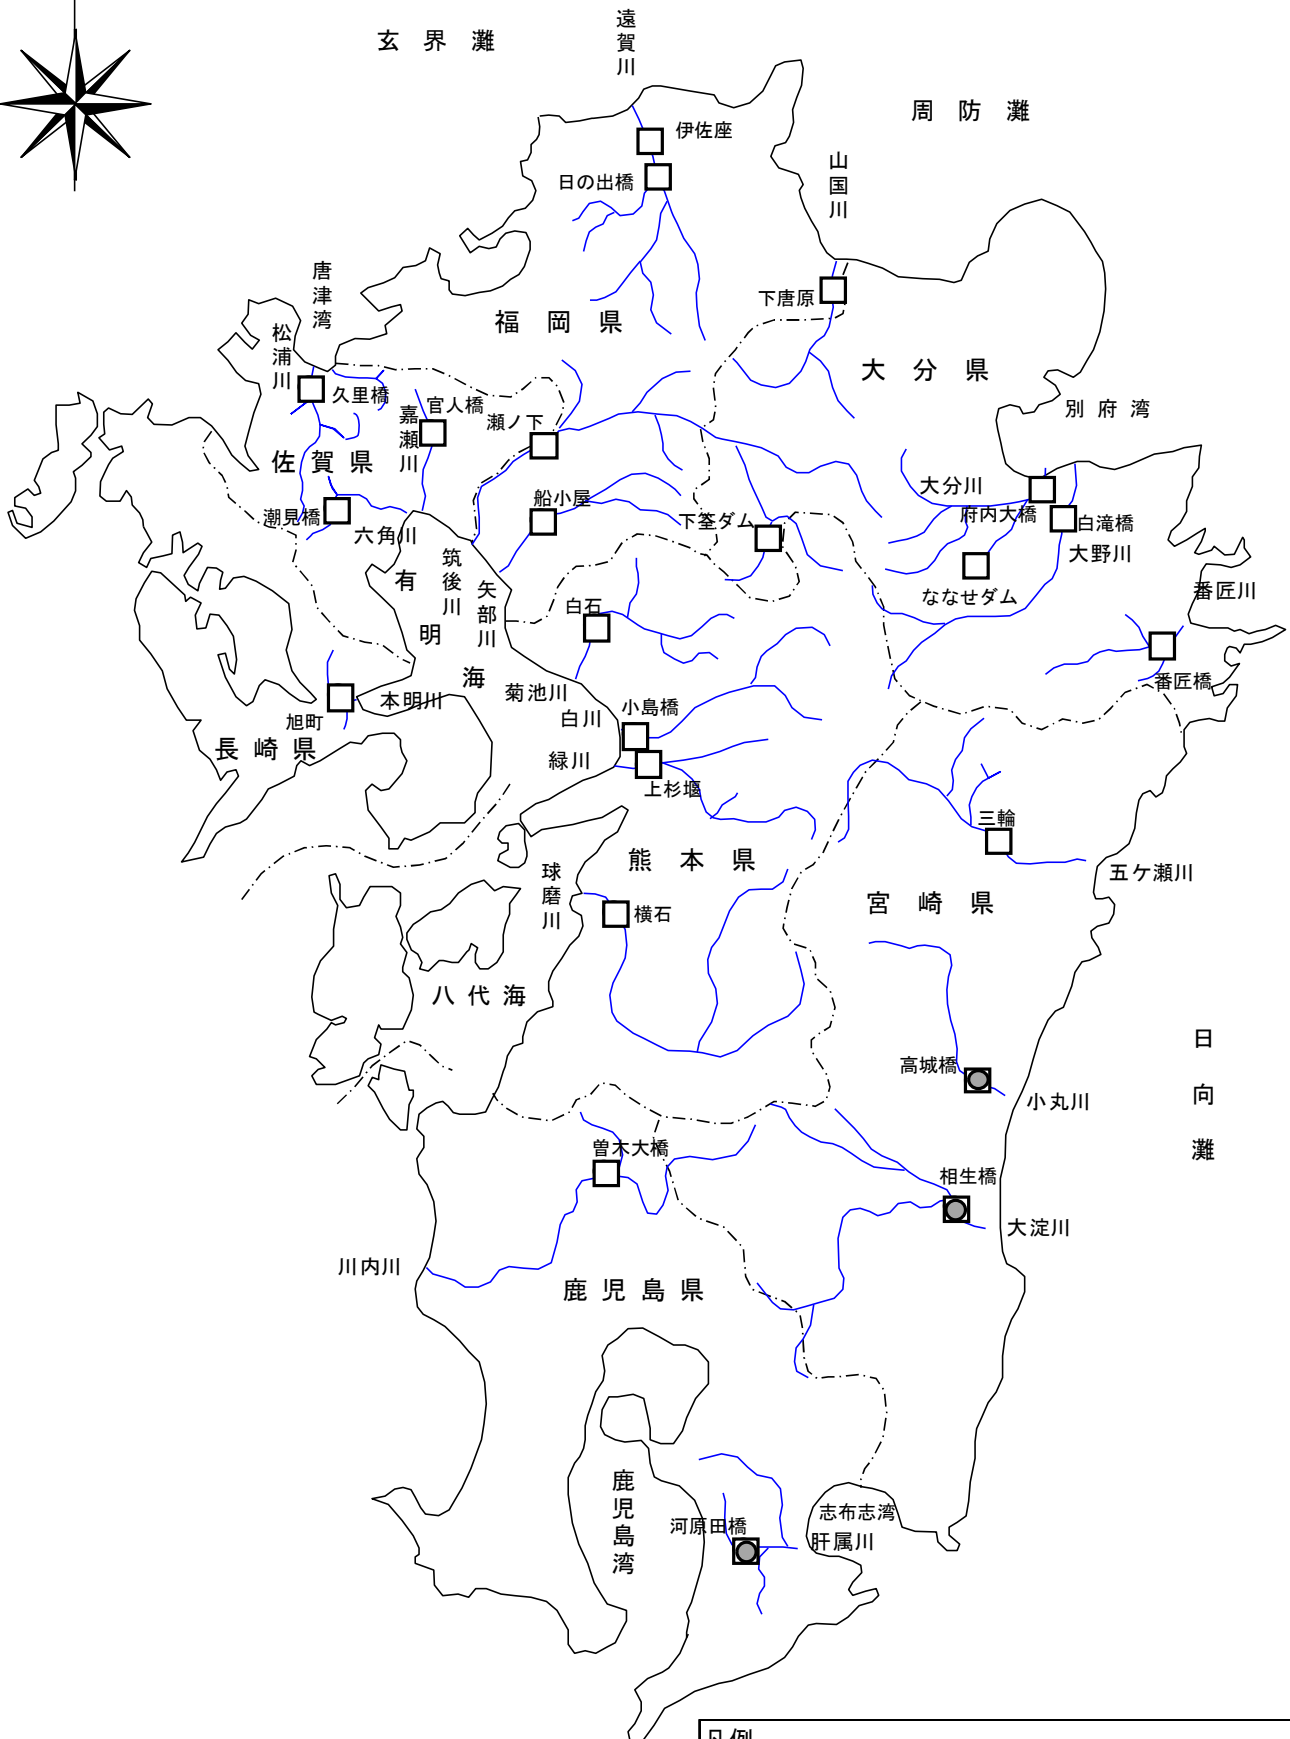 玄界灘
遠賀川
周防灘
伊佐座
日の出橋
山国川
唐津湾
下唐原
福岡県
松浦川
大分県
久里橋
官人橋
嘉瀬川
別府湾
瀬ノ下
佐賀県
大分川
船小屋
潮見橋
下筌ダム
府内大橋
白滝橋
六角川
筑後川
大野川
有明海
矢部川
ななせダム
番匠川
白石
番匠橋
菊池川
本明川
旭町
小島橋
白川
長崎県
緑川
上杉堰
三輪
熊本県
球磨川
五ケ瀬川
宮崎県
横石
八代海
日向灘
高城橋
小丸川
曽木大橋
相生橋
大淀川
川内川
鹿児島県
鹿児島湾
志布志湾
河原田橋
肝属川
凡例